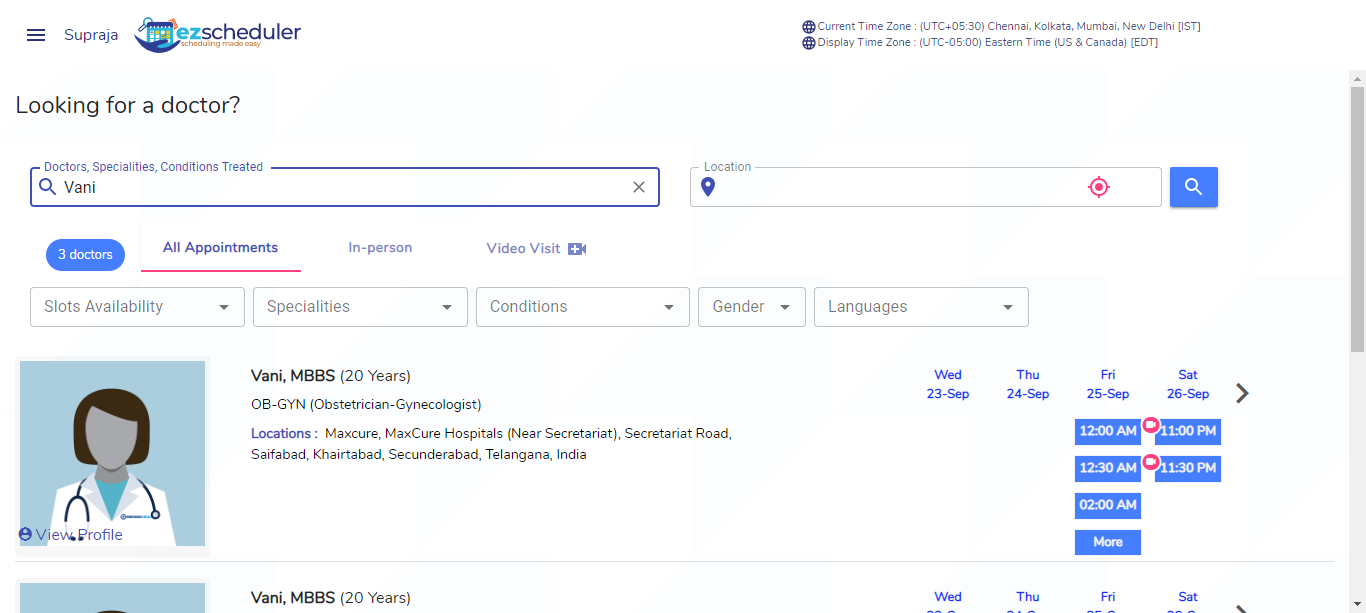 Supraja
ezscheduler
scheduling made easy
Current Time Zone : (UTC+05:30) Chennai, Kolkata, Mumbai, New Delhi [IST]
Display Time Zone : (UTC-05:00) Eastern Time (US & Canada) [EDT]
Looking for a doctor?
Doctors, Specialities, Conditions Treated
Vani
Location
3 doctors
All Appointments
In-person
Video Visit
Slots Availability
Specialities
Conditions
Gender
Languages
Vani, MBBS (20 Years)
OB-GYN (Obstetrician-Gynecologist)
Locations : Maxcure, MaxCure Hospitals (Near Secretariat), Secretariat Road,
Saifabad, Khairtabad, Secunderabad, Telangana, India
View Profile
Wed Thu Fri Sat
23-Sep 24-Sep 25-Sep 26-Sep
12:00 AM 11:00 PM
12:30 AM 11:30 PM
02:00 AM
More
Vani, MBBS (20 Years)
Wed Thu Fri Sat